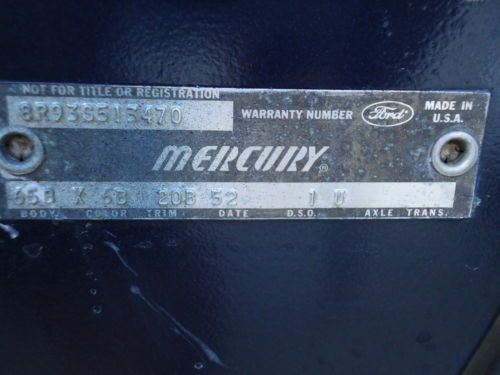 NOT FOR TITLE OR REGISTRATION
8R93S515470 WARRANTY NUMBER Ford MADE IN U.S.A.
MERCURY
65B X 6B 20B 52 1 U
BODY COLOR TRIM DATE D.S.O. AXLE TRANS.